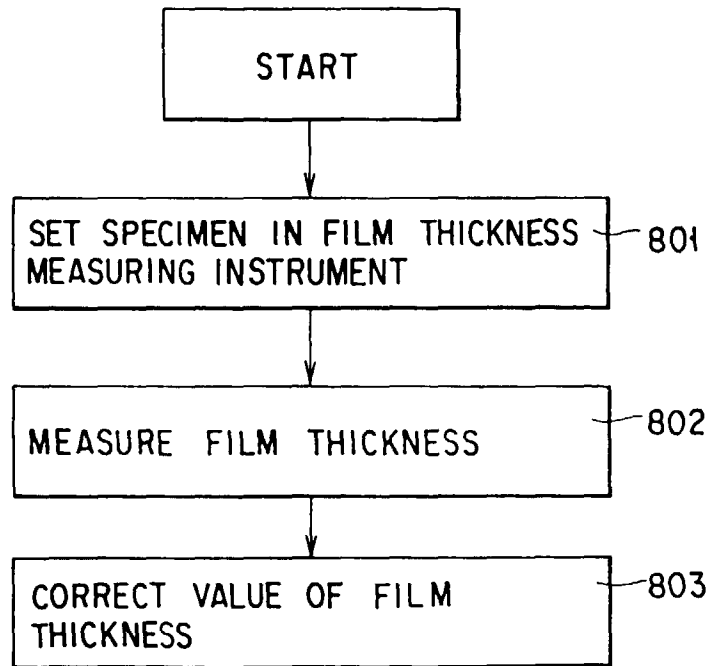 START
SET SPECIMEN IN FILM THICKNESS
MEASURING INSTRUMENT
801
MEASURE FILM THICKNESS
802
CORRECT VALUE OF FILM
THICKNESS
803